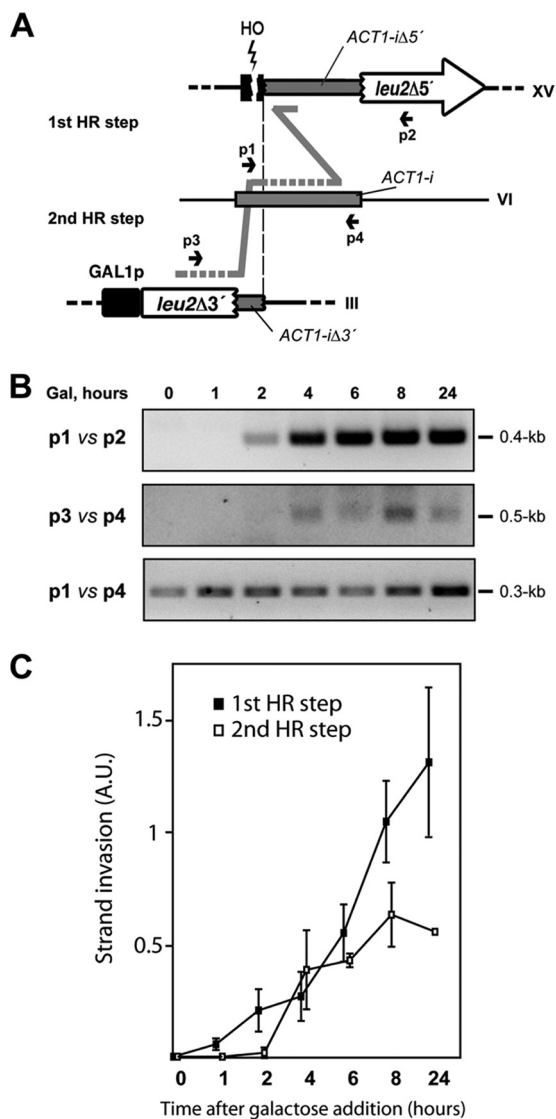 A
HO
ACT1-iΔ5´
leu2Δ5´
XV
1st HR step
p2
p1
ACT1-i
VI
2nd HR step
p3
p4
GAL1p
leu2Δ3´
III
ACT1-iΔ3´
B
Gal, hours 0 1 2 4 6 8 24
p1 vs p2 0.4-kb
p3 vs p4 0.5-kb
p1 vs p4 0.3-kb
C
1st HR step
2nd HR step
1.5
1
0.5
Strand invasion (A.U.)
0 1 2 4 6 8 24
Time after galactose addition (hours)